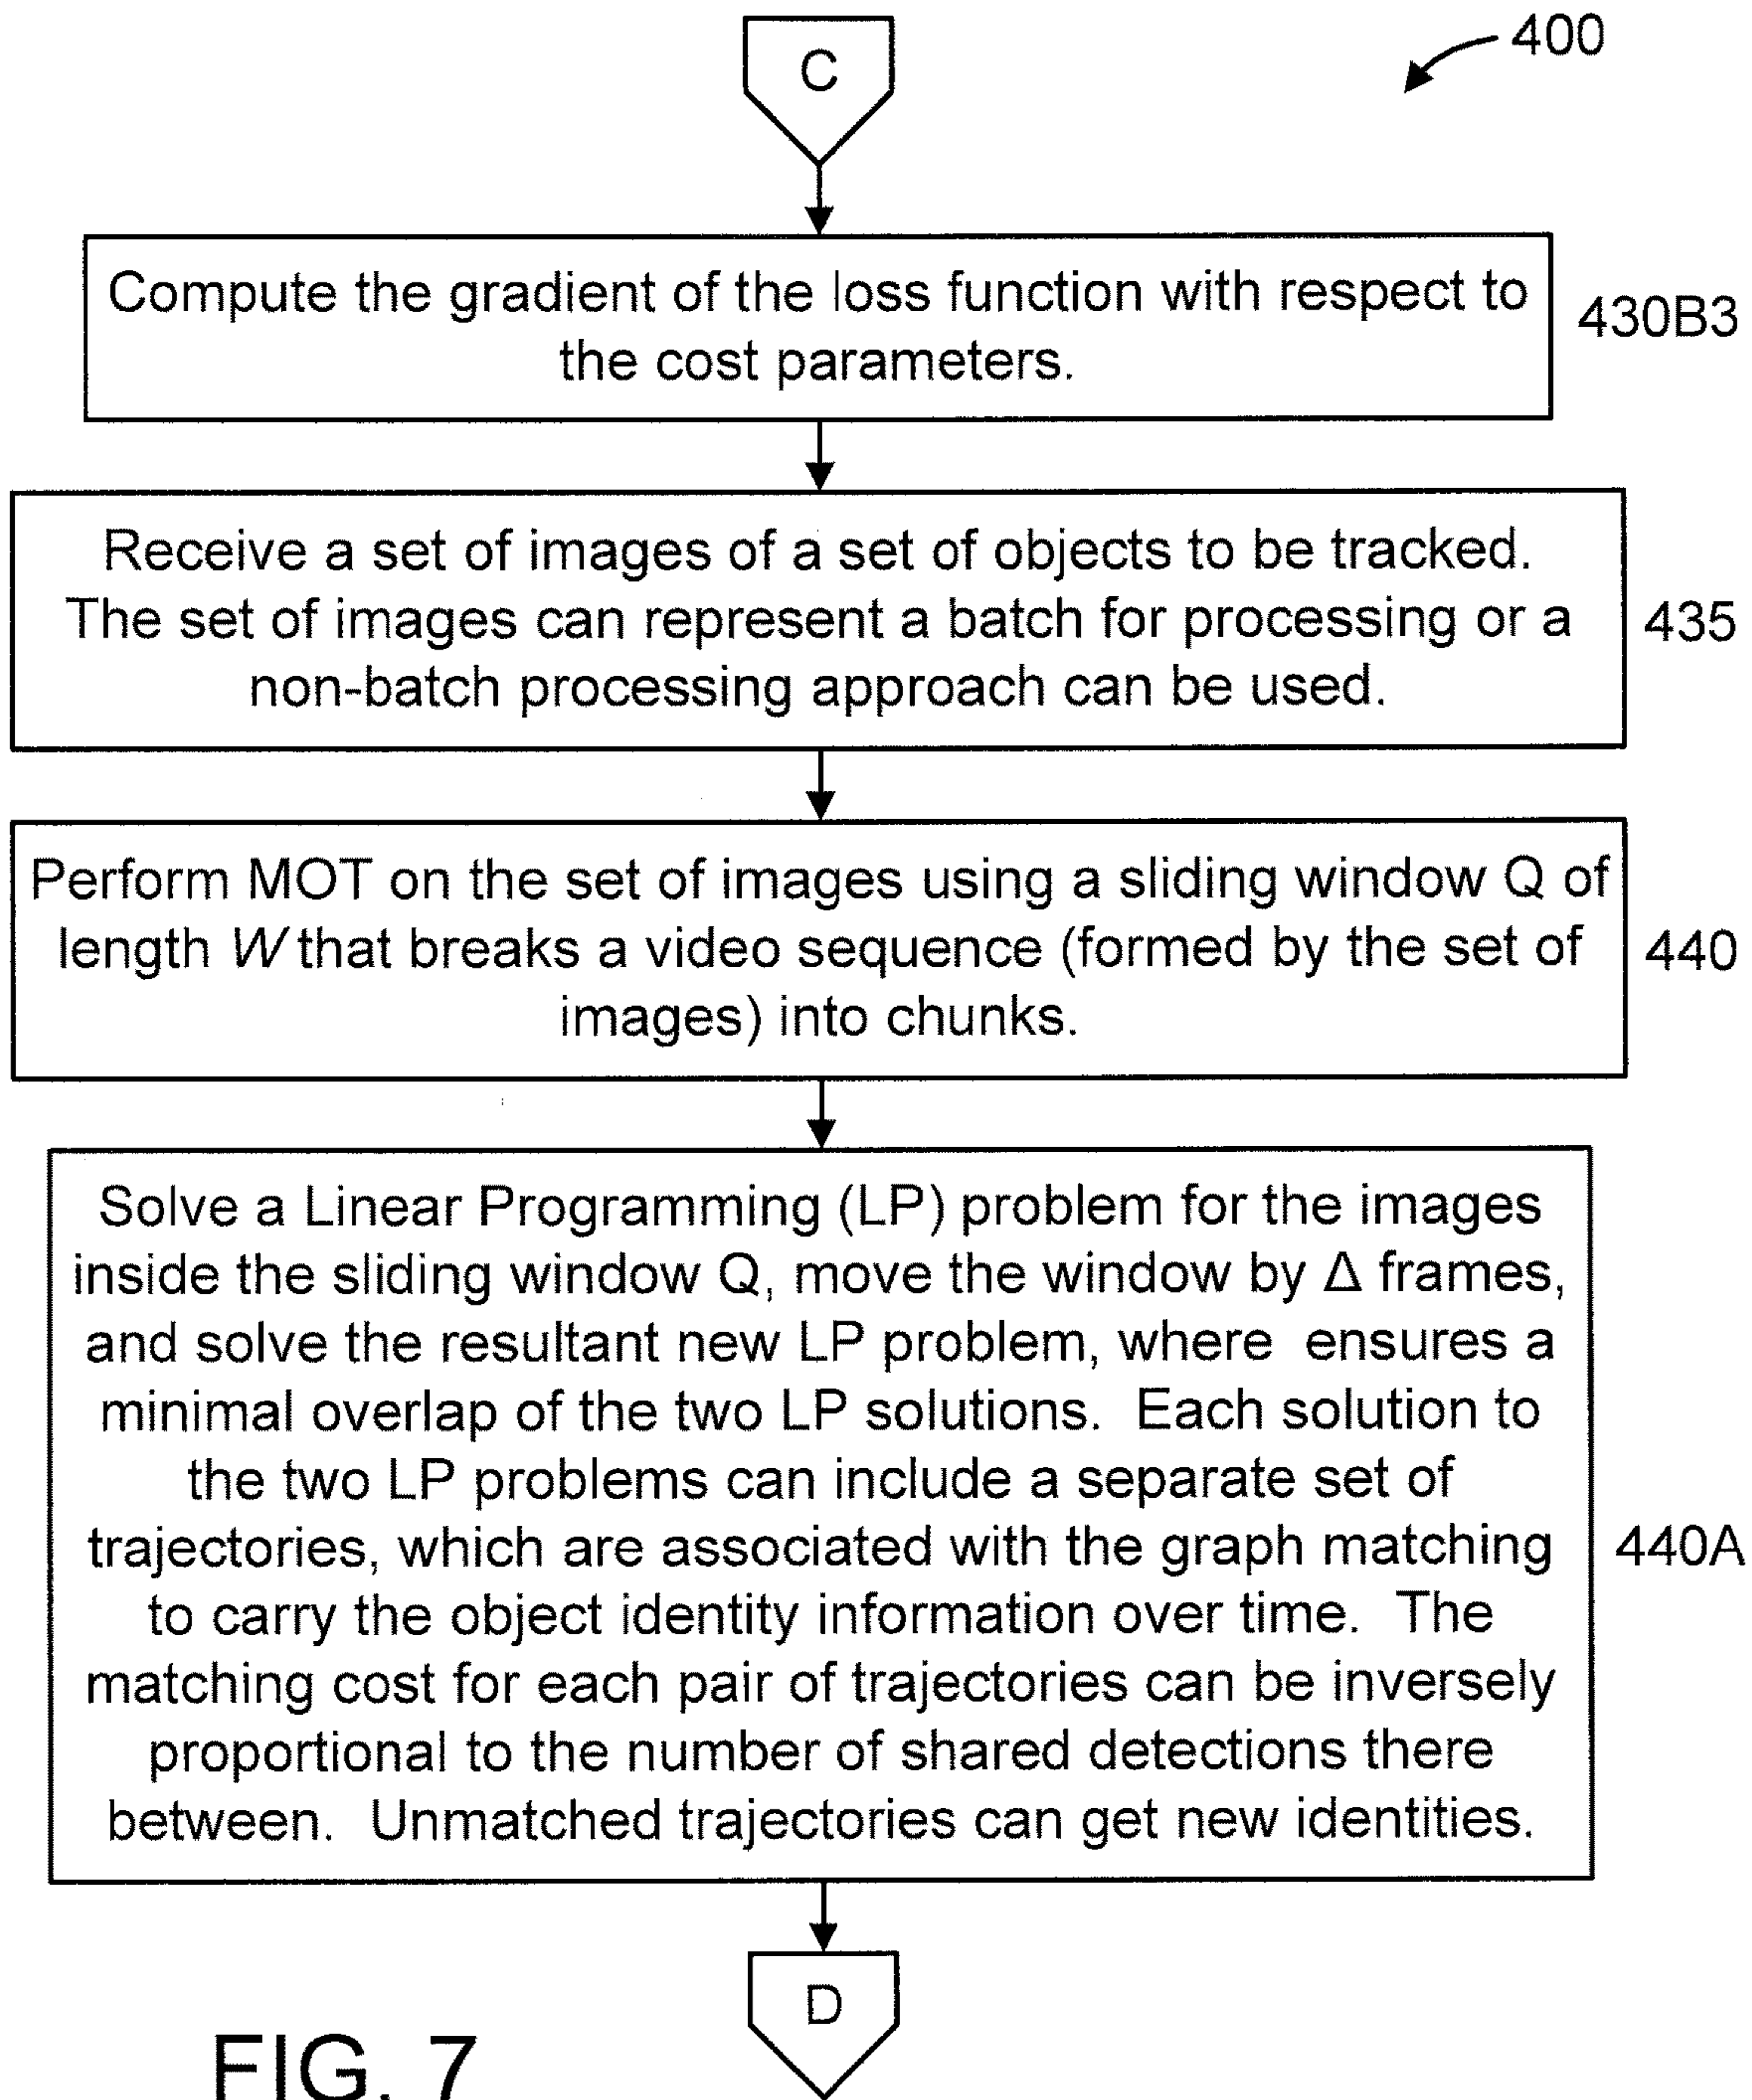 C
400
Compute the gradient of the loss function with respect to
the cost parameters.
430B3
Receive a set of images of a set of objects to be tracked.
The set of images can represent a batch for processing or a
non-batch processing approach can be used.
435
Perform MOT on the set of images using a sliding window Q of
length W that breaks a video sequence (formed by the set of
images) into chunks.
440
Solve a Linear Programming (LP) problem for the images
inside the sliding window Q, move the window by Δ frames,
and solve the resultant new LP problem, where  ensures a
minimal overlap of the two LP solutions.  Each solution to
the two LP problems can include a separate set of
trajectories, which are associated with the graph matching
to carry the object identity information over time.  The
matching cost for each pair of trajectories can be inversely
proportional to the number of shared detections there
between.  Unmatched trajectories can get new identities.
440A
D
FIG. 7